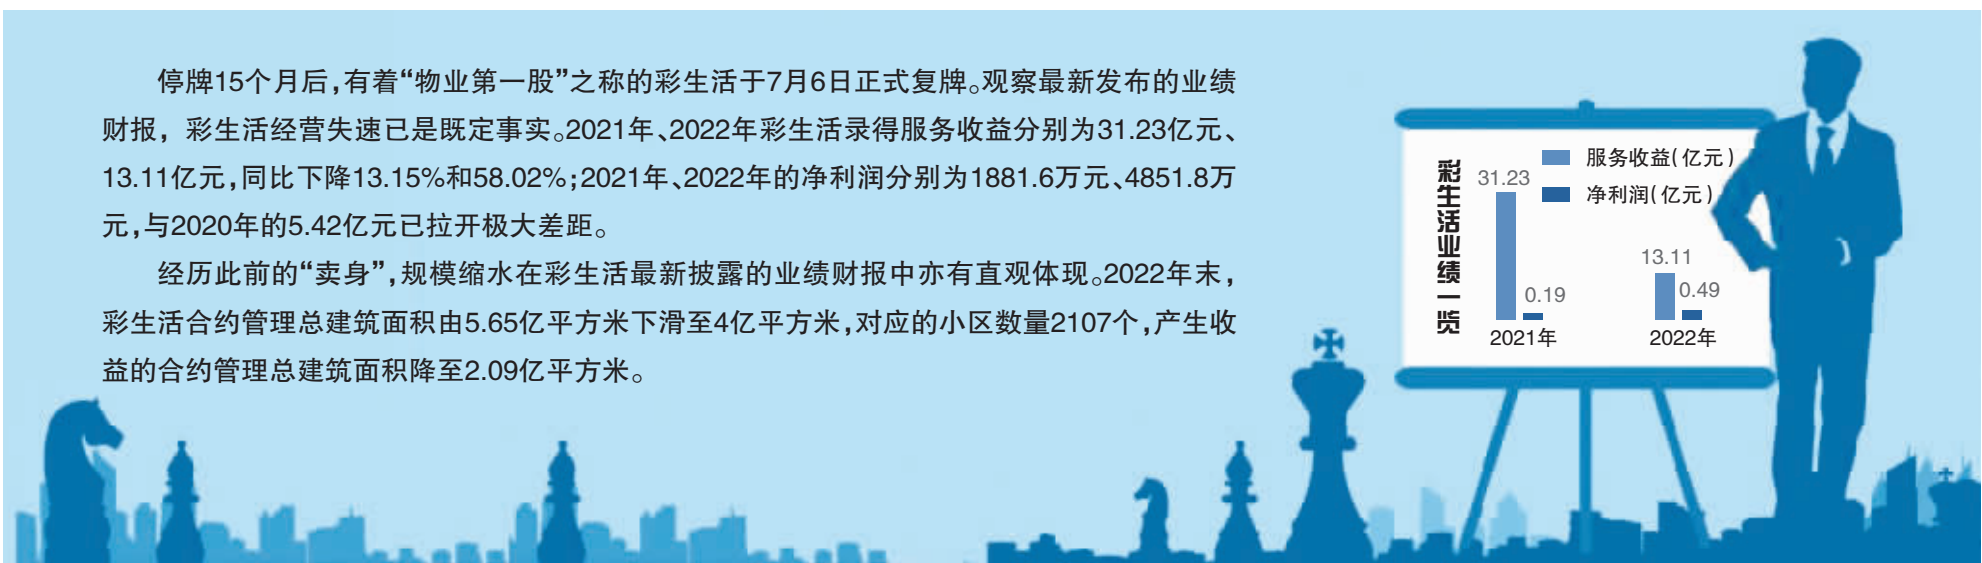 停牌15个月后,有着“物业第一股”之称的彩生活于7月6日正式复牌。观察最新发布的业绩
财报，彩生活经营失速已是既定事实。2021年、2022年彩生活录得服务收益分别为31.23亿元、
13.11亿元,同比下降13.15%和58.02%;2021年、2022年的净利润分别为1881.6万元、4851.8万
元,与2020年的5.42亿元已拉开极大差距。
经历此前的“卖身”,规模缩水在彩生活最新披露的业绩财报中亦有直观体现。2022年末，
彩生活合约管理总建筑面积由5.65亿平方米下滑至4亿平方米,对应的小区数量2107个,产生收
益的合约管理总建筑面积降至2.09亿平方米。
彩生活业绩一览
服务收益(亿元)
净利润(亿元)
31.23
0.19
2021年
13.11
0.49
2022年